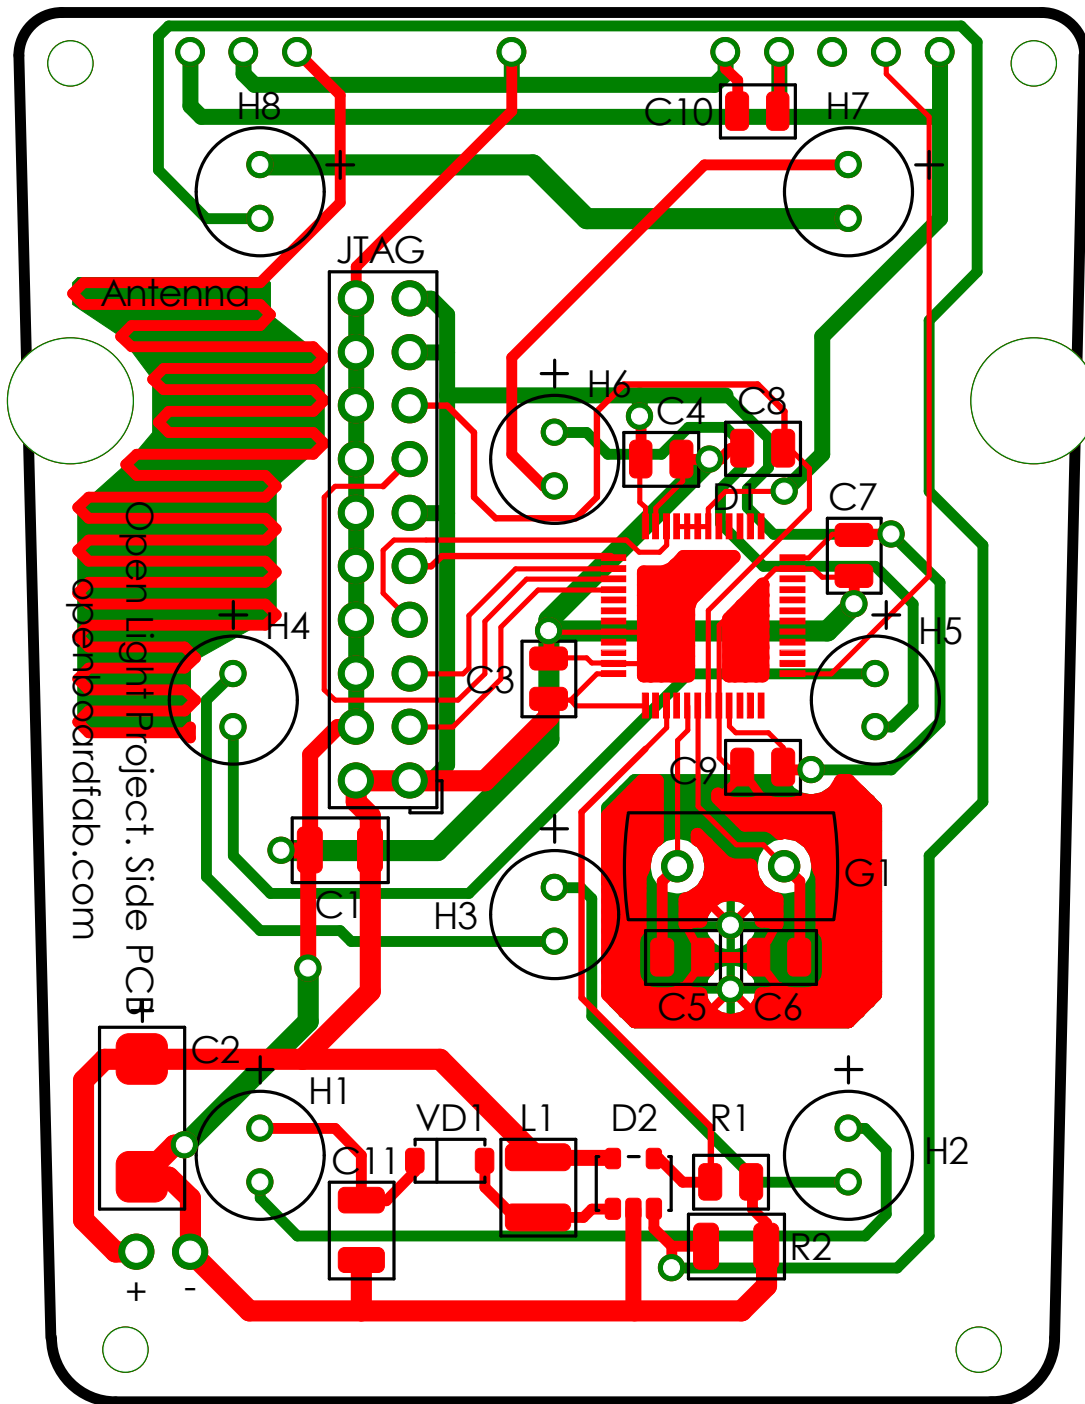 H8
C10
H7
+
+
JTAG
Antenna
+
H6
C4
C8
D1
C7
+
H4
+
H5
C3
C9
Open Light Project. Side PCB
openboardfab.com
+
C1
H3
G1
C5
C6
+
C2
+
H1
+
VD1
L1
D2
R1
H2
C11
R2
+
-